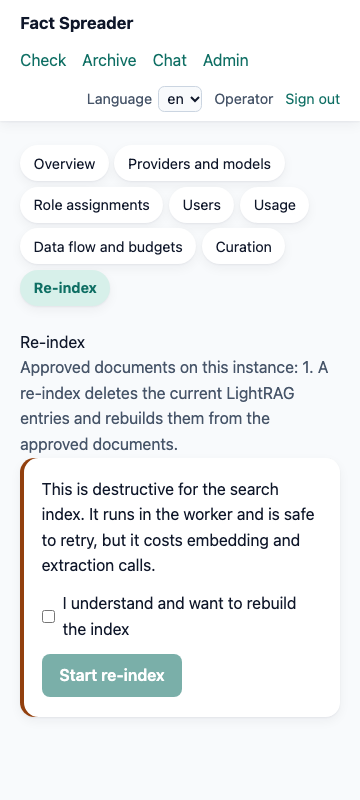 Fact Spreader
Check Archive Chat Admin
Language en Operator Sign out
Overview Providers and models
Role assignments Users Usage
Data flow and budgets Curation
Re-index
Re-index
Approved documents on this instance: 1. A
re-index deletes the current LightRAG
entries and rebuilds them from the
approved documents.
This is destructive for the search
index. It runs in the worker and is safe
to retry, but it costs embedding and
extraction calls.
I understand and want to rebuild
the index
Start re-index